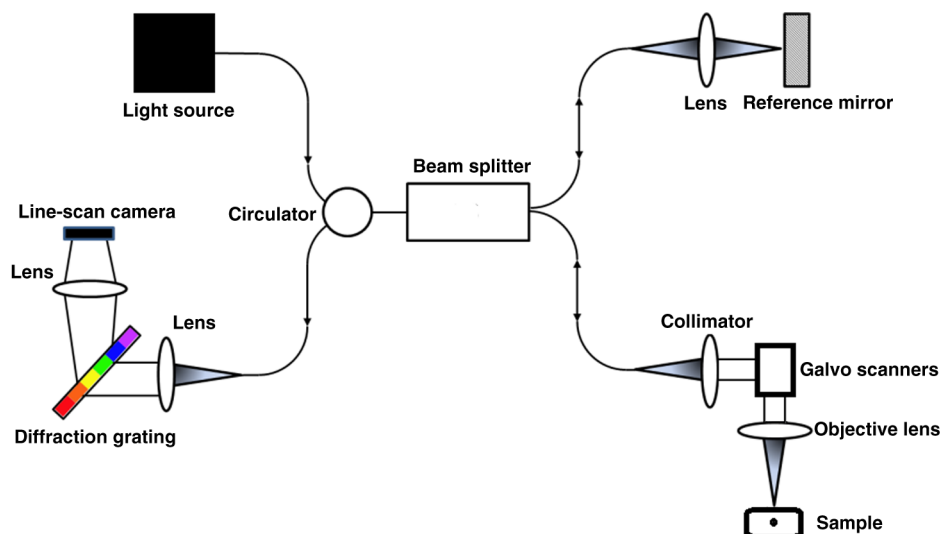 Light source
Lens
Reference mirror
Beam splitter
Line-scan camera
Circulator
Lens
Lens
Collimator
Galvo scanners
Diffraction grating
Objective lens
Sample